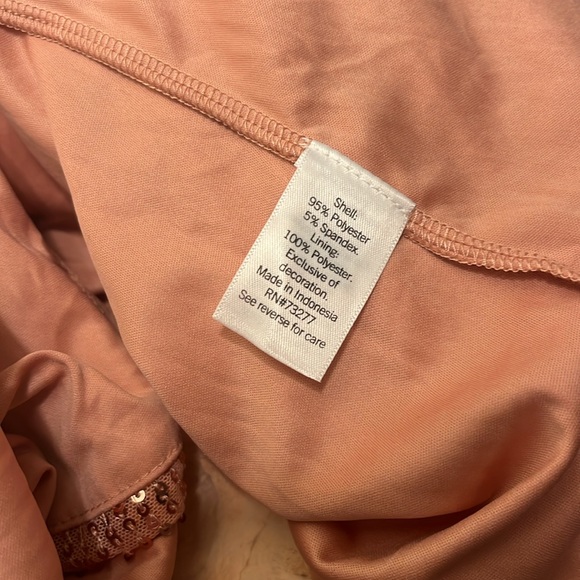 Shell:
95% Polyester
5% Spandex.
Lining:
100% Polyester.
Exclusive of
decoration.
Made in Indonesia
RN#73277
See reverse for care